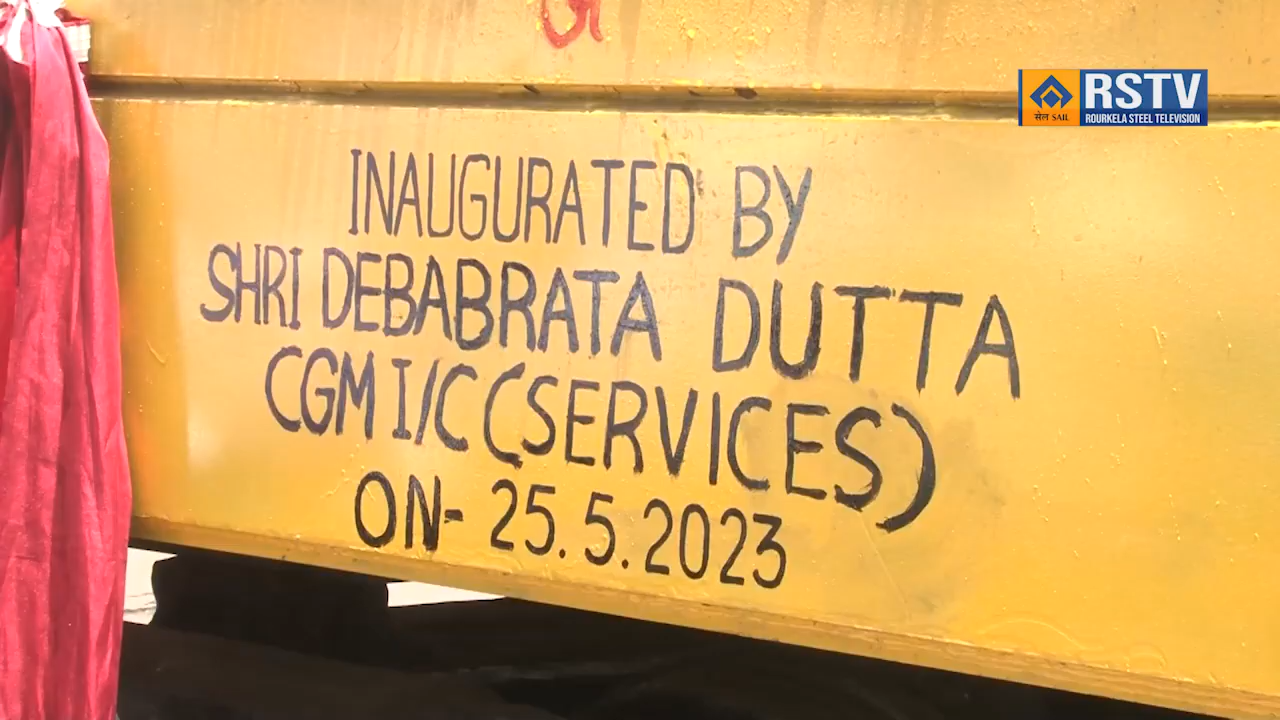 सेल SAIL
RSTV
ROURKELA STEEL TELEVISION
INAUGURATED BY
SHRI DEBABRATA DUTTA
CGM I/C (SERVICES)
ON- 25.5.2023